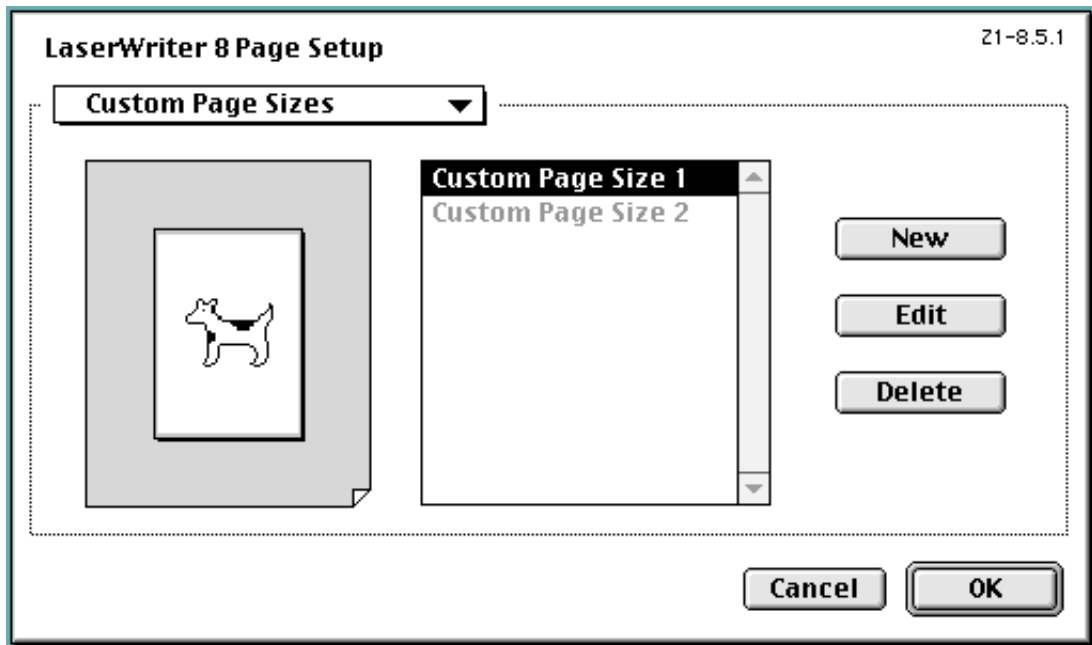 LaserWriter 8 Page Setup
Z1-8.5.1
Custom Page Sizes
Custom Page Size 1
Custom Page Size 2
New
Edit
Delete
Cancel
OK